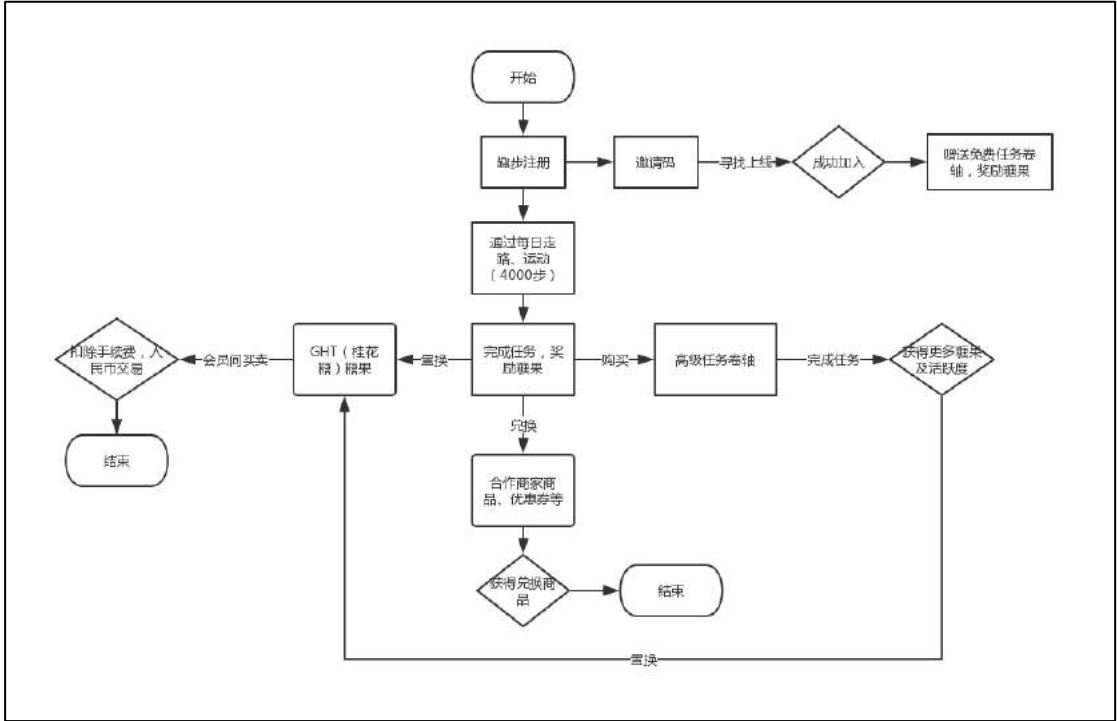 开始
趣步注册
邀请码
寻找上线
成功加入
赠送免费任务卷
轴，奖励糖果
通过每日走
路、运动
（4000步）
扣除手续费，人
民币交易
会员间买卖
GHT（桂花
糖）糖果
置换
完成任务，奖
励糖果
购买
高级任务卷轴
完成任务
获得更多糖果
及活跃度
兑换
结束
合作商家商
品、优惠券等
获得兑换商
品
结束
置换